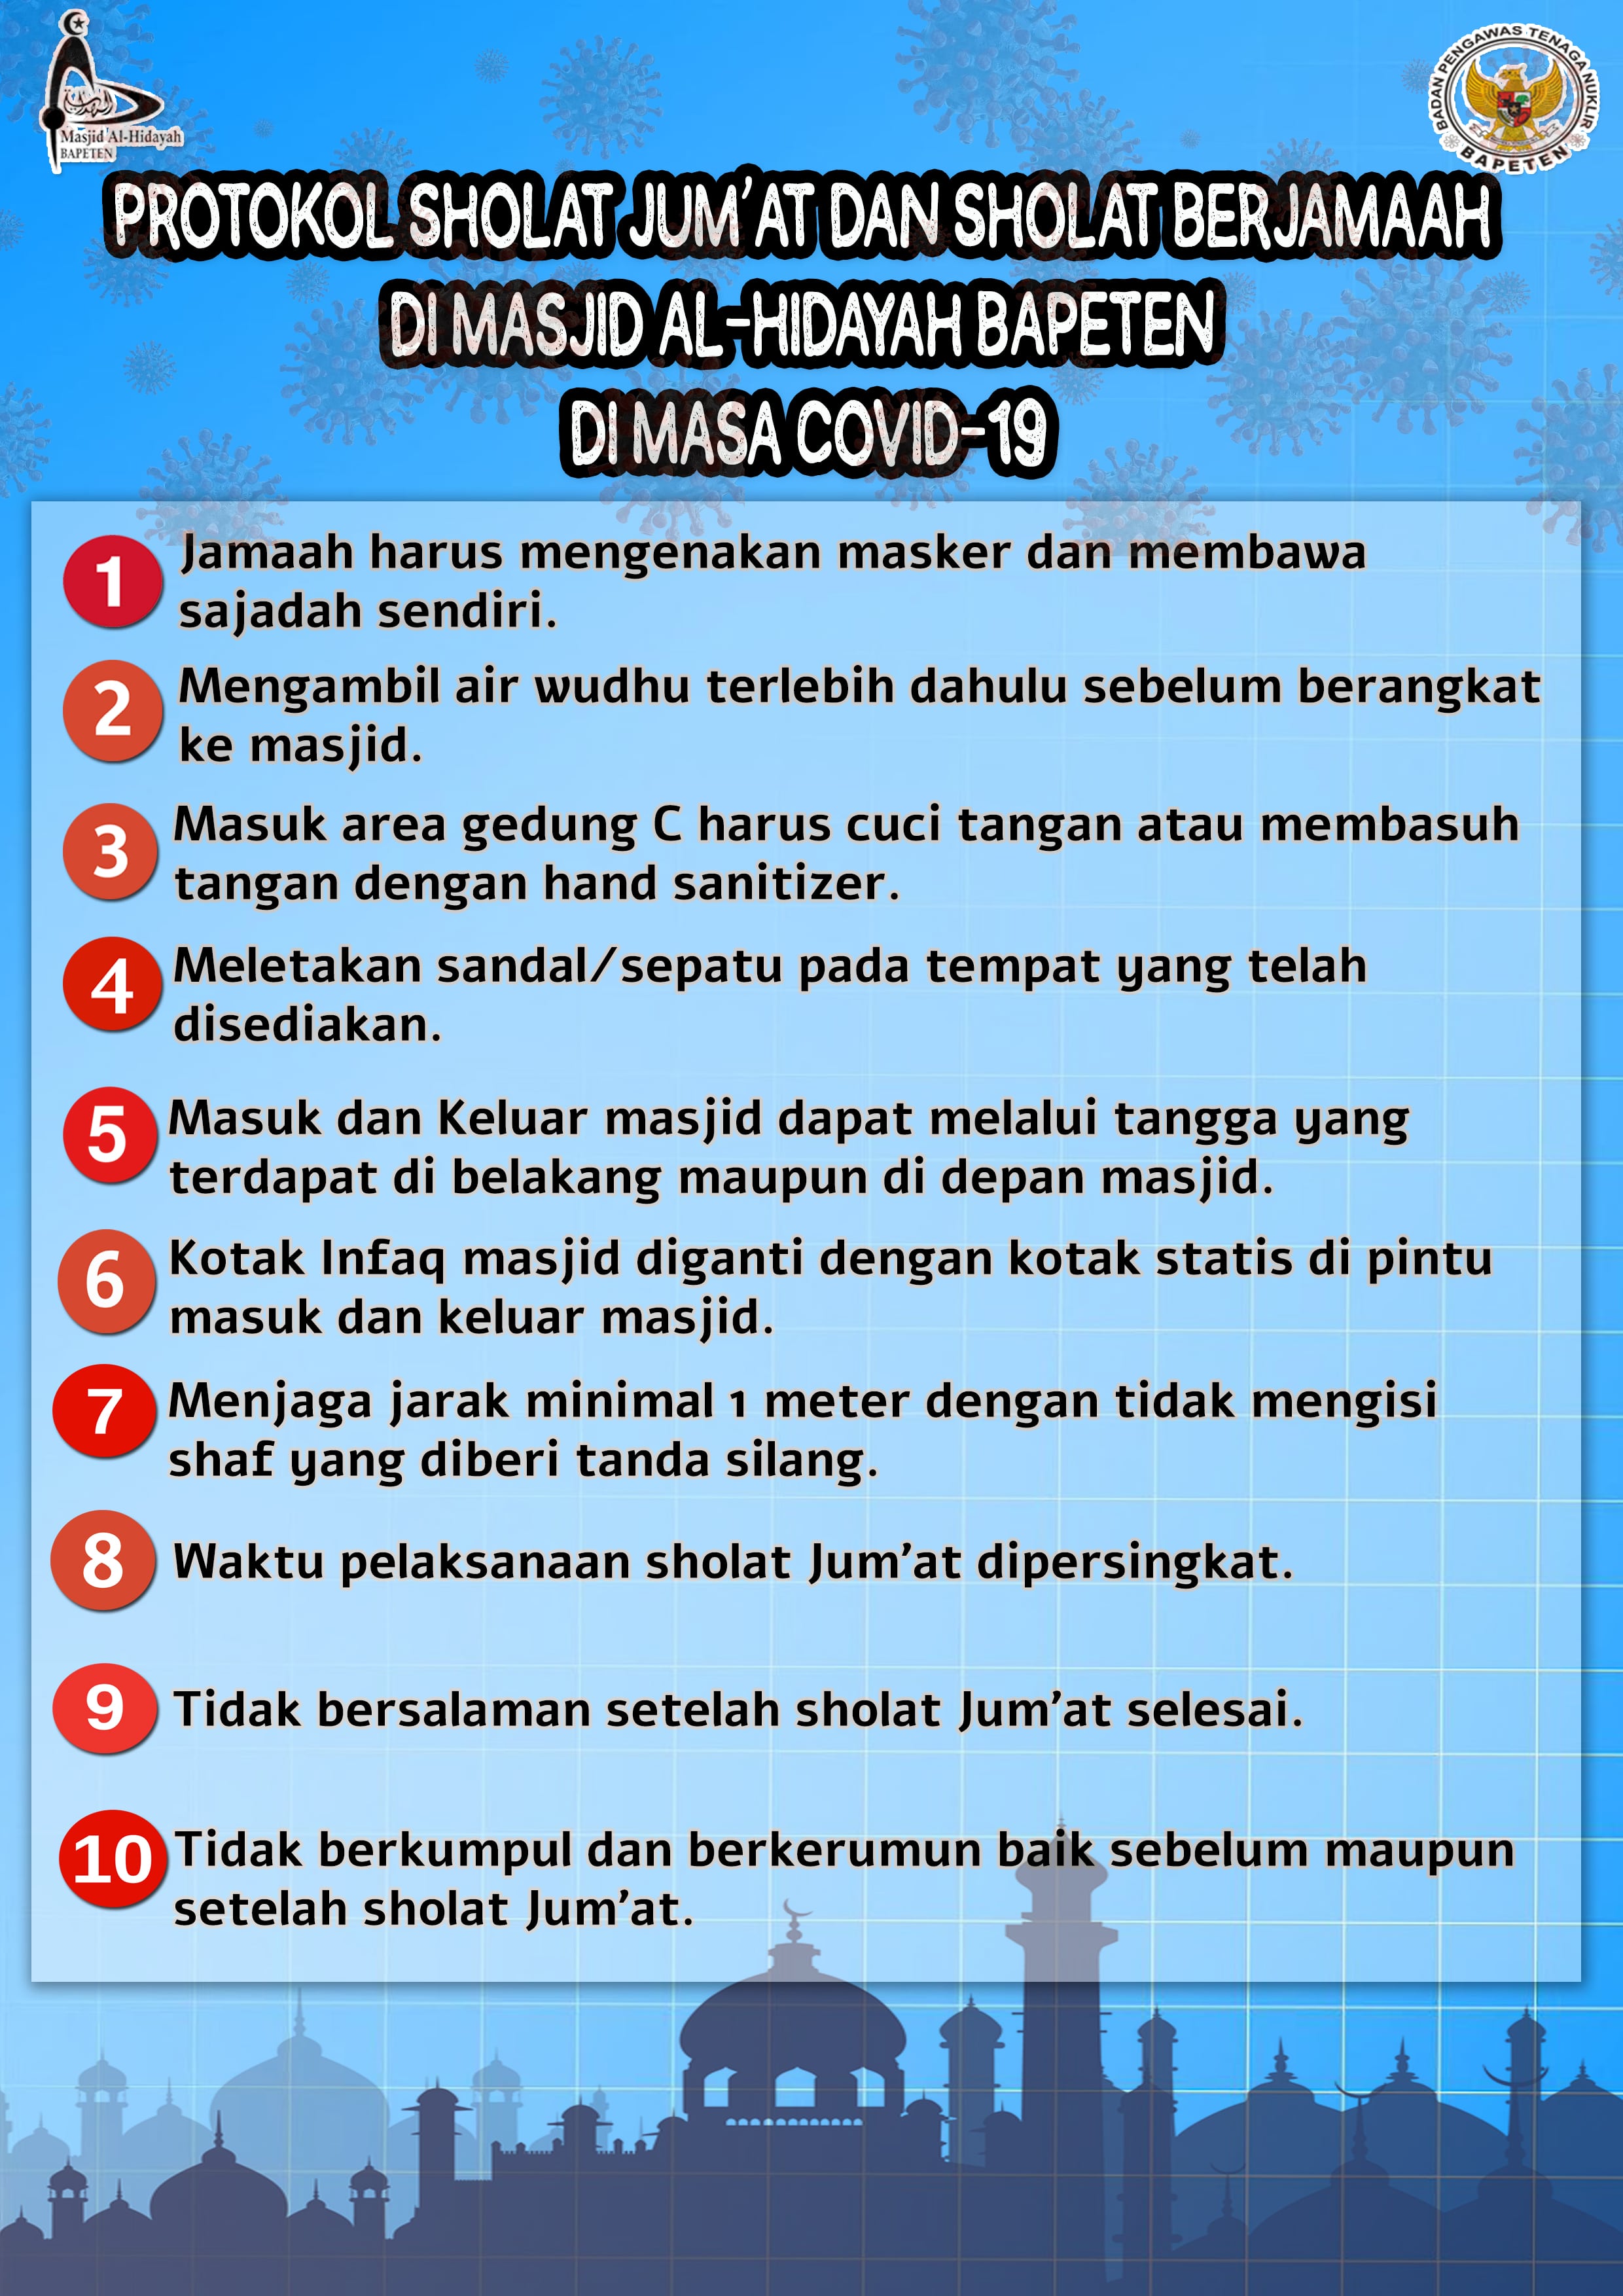 Masjid Al-Hidayah
BAPETEN
BADAN PENGAWAS TENAGA NUKLIR
BAPETEN
PROTOKOL SHOLAT JUM'AT DAN SHOLAT BERJAMAAH
DI MASJID AL-HIDAYAH BAPETEN
DI MASA COVID-19
1 Jamaah harus mengenakan masker dan membawa
sajadah sendiri.
2 Mengambil air wudhu terlebih dahulu sebelum berangkat
ke masjid.
3 Masuk area gedung C harus cuci tangan atau membasuh
tangan dengan hand sanitizer.
4 Meletakan sandal/sepatu pada tempat yang telah
disediakan.
5 Masuk dan Keluar masjid dapat melalui tangga yang
terdapat di belakang maupun di depan masjid.
6 Kotak Infaq masjid diganti dengan kotak statis di pintu
masuk dan keluar masjid.
7 Menjaga jarak minimal 1 meter dengan tidak mengisi
shaf yang diberi tanda silang.
8 Waktu pelaksanaan sholat Jum'at dipersingkat.
9 Tidak bersalaman setelah sholat Jum'at selesai.
10 Tidak berkumpul dan berkerumun baik sebelum maupun
setelah sholat Jum'at.